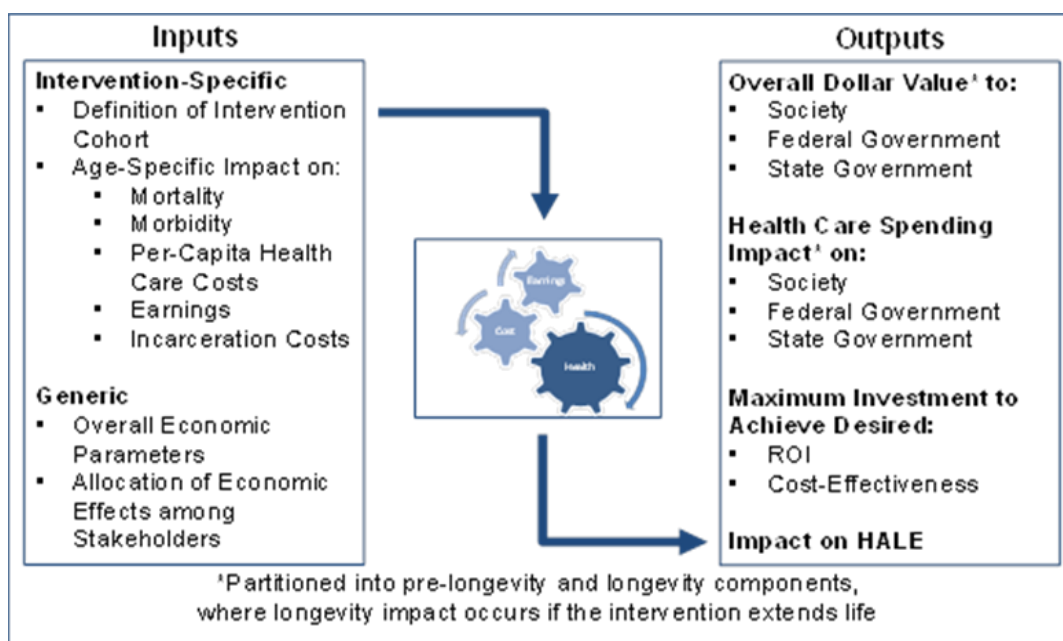 Inputs
Intervention-Specific
▪ Definition of Intervention
Cohort
▪ Age-Specific Impact on:
▪ Mortality
▪ Morbidity
▪ Per-Capita Health
Care Costs
▪ Earnings
▪ Incarceration Costs
Generic
▪ Overall Economic
Parameters
▪ Allocation of Economic
Effects among
Stakeholders
Earnings
Cost
Health
Outputs
Overall Dollar Value* to:
▪ Society
▪ Federal Government
▪ State Government
Health Care Spending
Impact* on:
▪ Society
▪ Federal Government
▪ State Government
Maximum Investment to
Achieve Desired:
▪ ROI
▪ Cost-Effectiveness
Impact on HALE
*Partitioned into pre-longevity and longevity components,
where longevity impact occurs if the intervention extends life